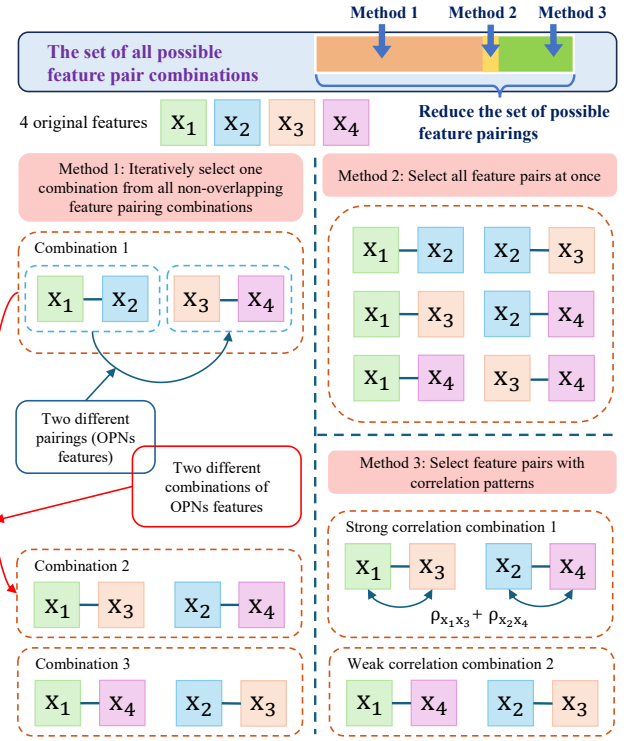 Method 1
Method 2
Method 3
The set of all possible
feature pair combinations
Reduce the set of possible
feature pairings
4 original features
x₁ x₂ x₃ x₄
Method 1: Iteratively select one
combination from all non-overlapping
feature pairing combinations
Combination 1
x₁ x₂ x₃ x₄
Two different
pairings (OPNs
features)
Two different
combinations of
OPNs features
Combination 2
x₁ x₃ x₂ x₄
Combination 3
x₁ x₄ x₂ x₃
Method 2: Select all feature pairs at once
x₁ x₂ x₂ x₃
x₁ x₃ x₂ x₄
x₁ x₄ x₃ x₄
Method 3: Select feature pairs with
correlation patterns
Strong correlation combination 1
x₁ x₃ x₂ x₄
ρx₁x₃ + ρx₂x₄
Weak correlation combination 2
x₁ x₄ x₂ x₃